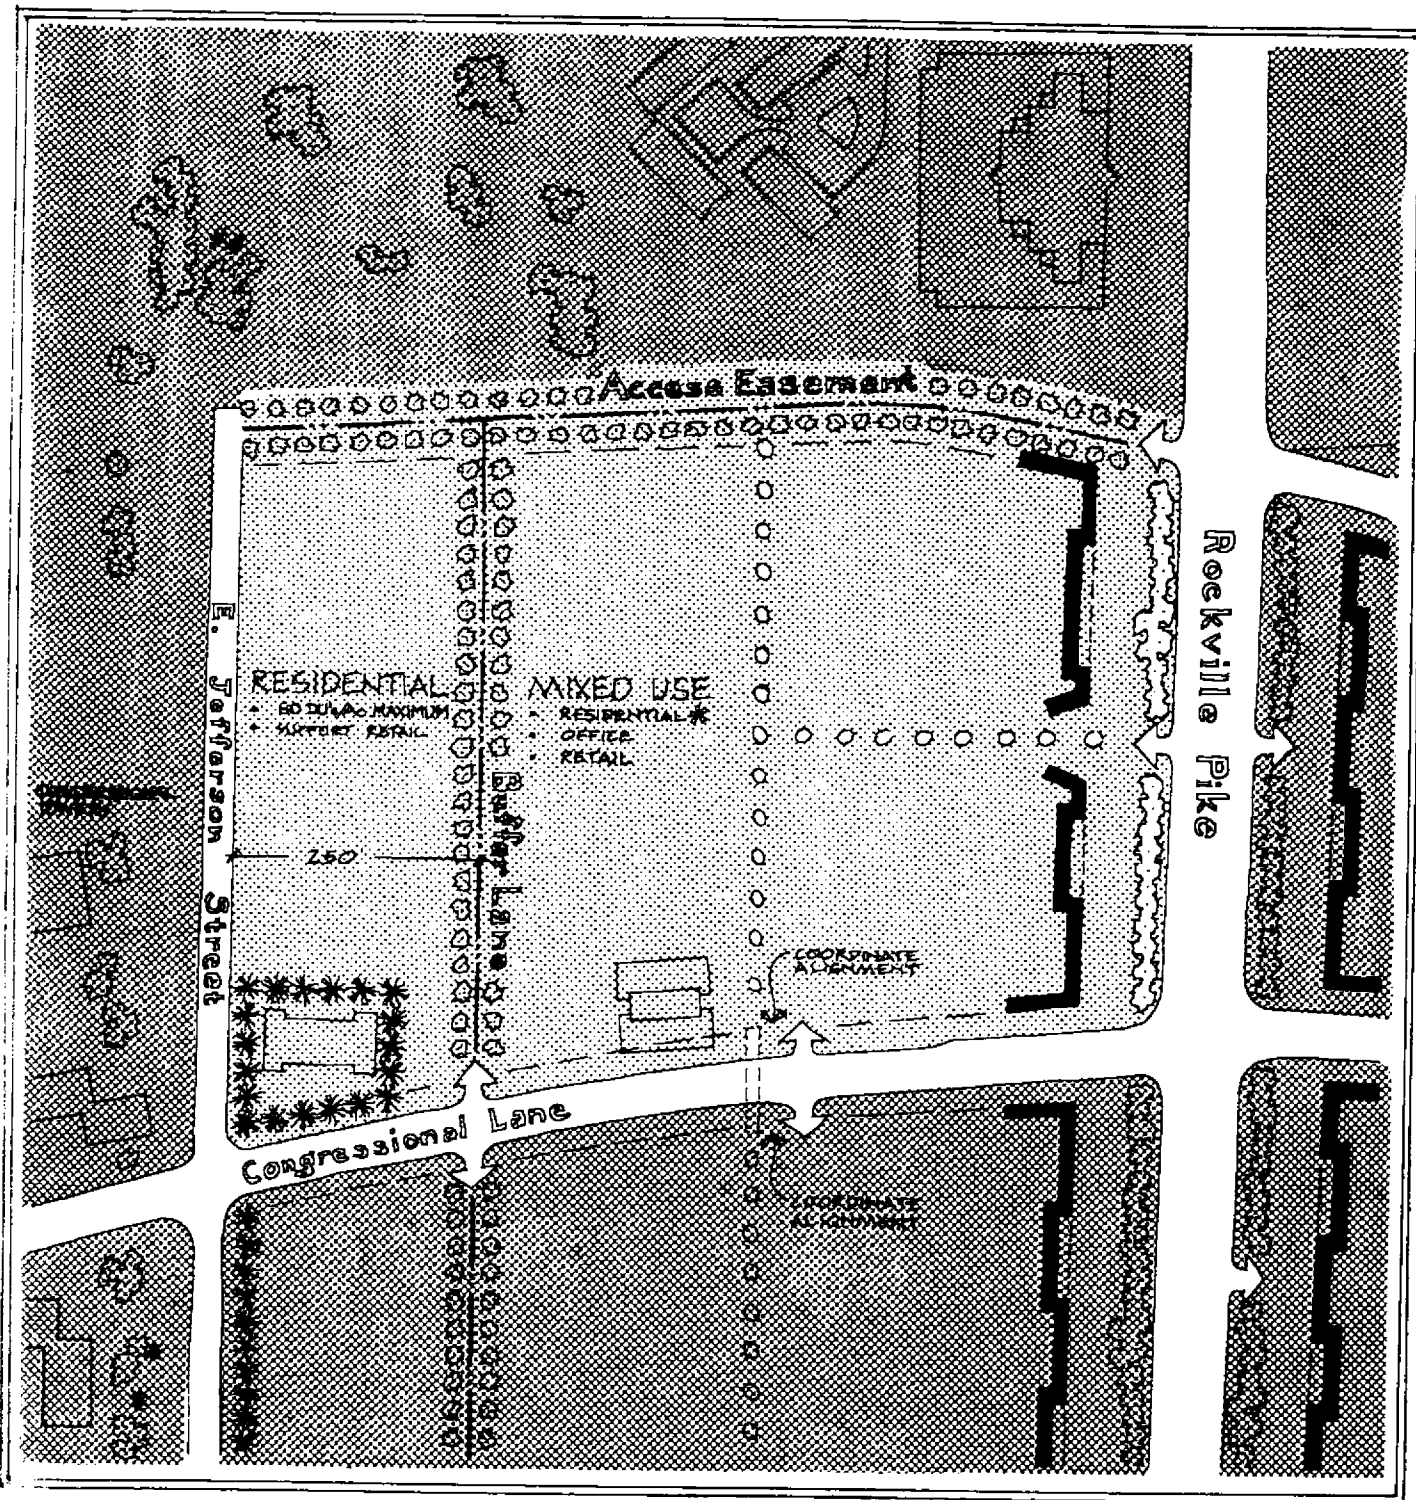 Access Easement
Rockville Pike
E. Jefferson Street
RESIDENTIAL
• 60 DU's/Ac MAXIMUM
• SUPPORT RETAIL
MIXED USE
• RESIDENTIAL *
• OFFICE
• RETAIL
Buffer Lane
250
COORDINATE
ALIGNMENT
Congressional Lane
COORDINATE
ALIGNMENT